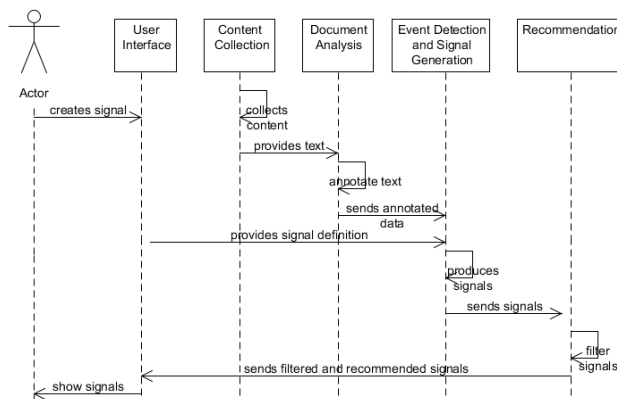 User
Interface
Content
Collection
Document
Analysis
Event Detection
and Signal
Generation
Recommendation
Actor
creates signal
collects
content
provides text
annotate text
sends annotated
data
provides signal definition
produces
signals
sends signals
filter
signals
sends filtered and recommended signals
show signals